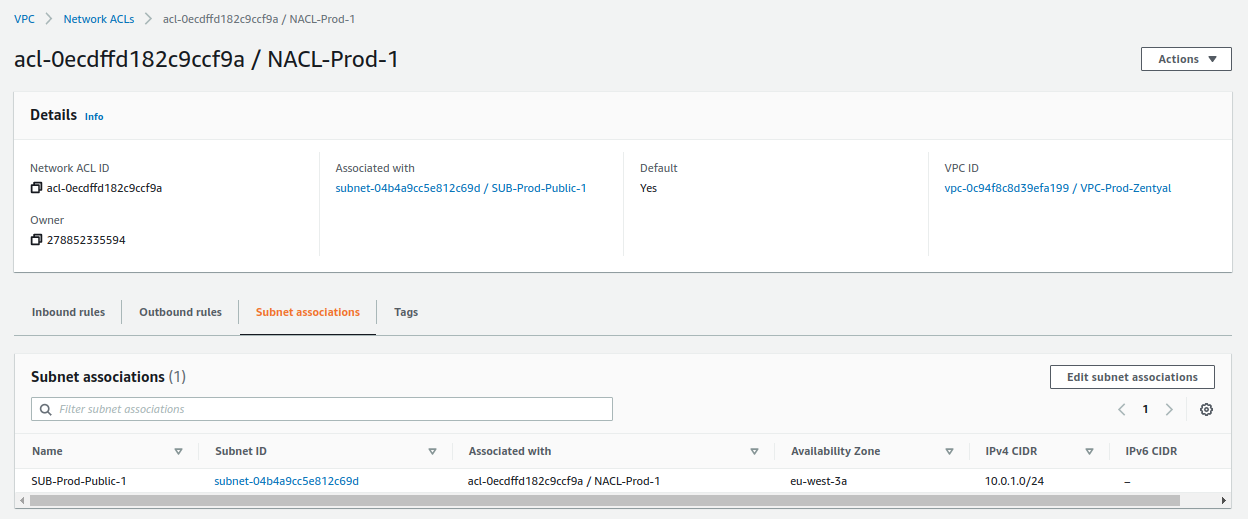 VPC > Network ACLs > acl-0ecdffd182c9ccf9a / NACL-Prod-1
acl-0ecdffd182c9ccf9a / NACL-Prod-1
Actions
Details Info
Network ACL ID
acl-0ecdffd182c9ccf9a
Owner
278852335594
Associated with
subnet-04b4a9cc5e812c69d / SUB-Prod-Public-1
Default
Yes
VPC ID
vpc-0c94f8c8d39efa199 / VPC-Prod-Zentyal
Inbound rules Outbound rules Subnet associations Tags
Subnet associations (1)
Edit subnet associations
Filter subnet associations
1
Name Subnet ID Associated with Availability Zone IPv4 CIDR IPv6 CIDR
SUB-Prod-Public-1 subnet-04b4a9cc5e812c69d acl-0ecdffd182c9ccf9a / NACL-Prod-1 eu-west-3a 10.0.1.0/24 –